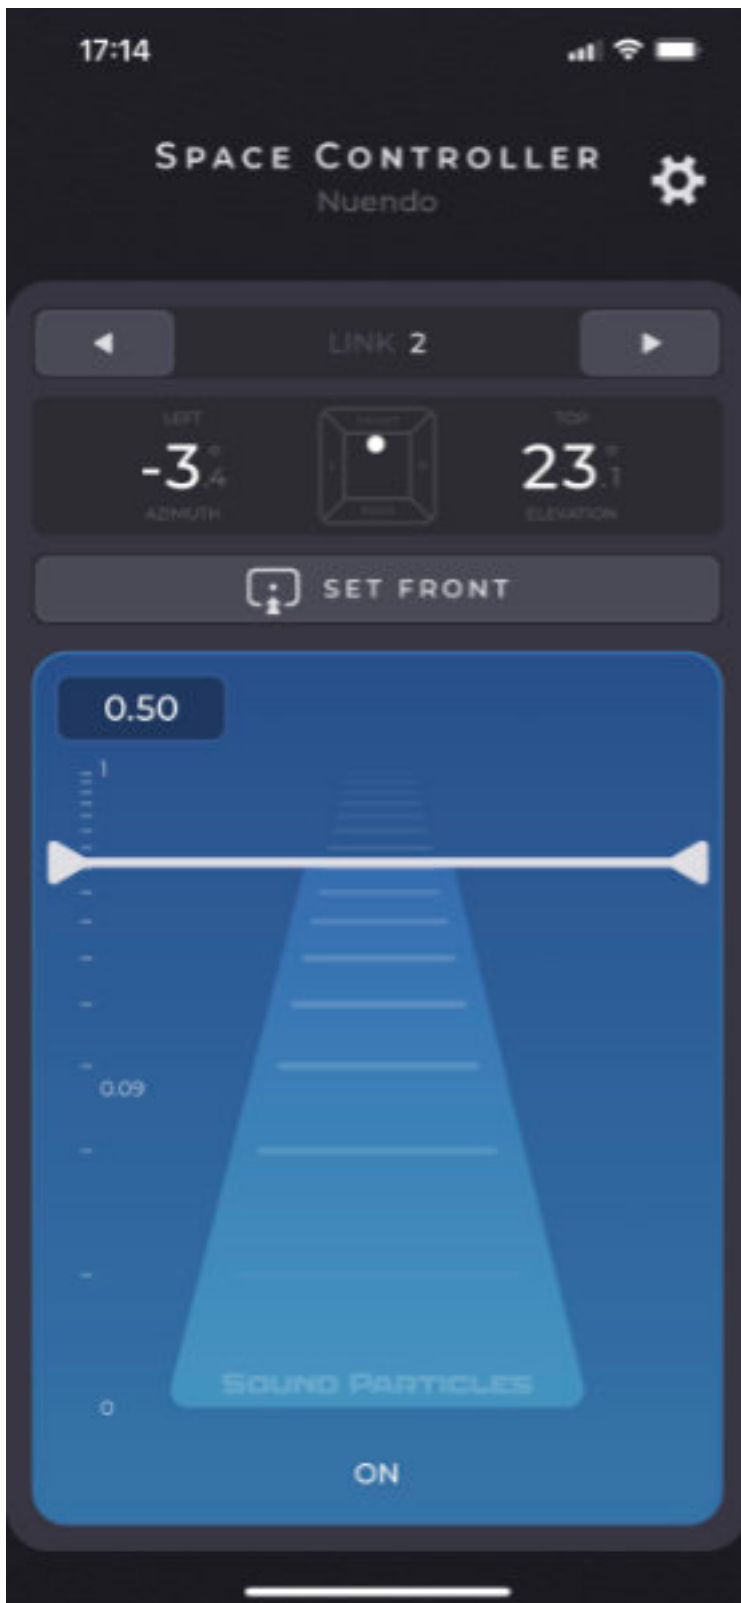 17:14
SPACE CONTROLLER
Nuendo
LINK 2
LEFT
TOP
-3.4°
23.1°
AZIMUTH
ELEVATION
SET FRONT
0.50
1
0.09
0
SOUND PARTICLES
ON